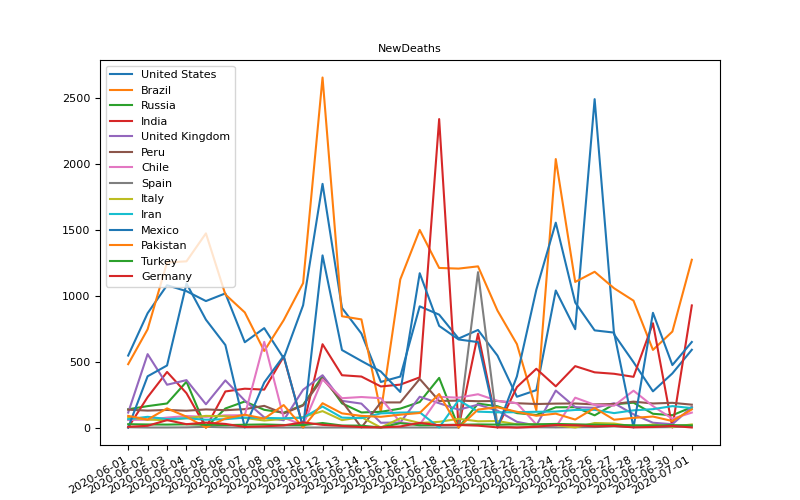 NewDeaths
2500
2000
1500
1000
500
0
United States
Brazil
Russia
India
United Kingdom
Peru
Chile
Spain
Italy
Iran
Mexico
Pakistan
Turkey
Germany
2020-06-01
2020-06-02
2020-06-03
2020-06-04
2020-06-05
2020-06-06
2020-06-07
2020-06-08
2020-06-09
2020-06-10
2020-06-12
2020-06-13
2020-06-14
2020-06-15
2020-06-16
2020-06-17
2020-06-18
2020-06-19
2020-06-20
2020-06-21
2020-06-22
2020-06-23
2020-06-24
2020-06-25
2020-06-26
2020-06-27
2020-06-28
2020-06-29
2020-06-30
2020-07-01